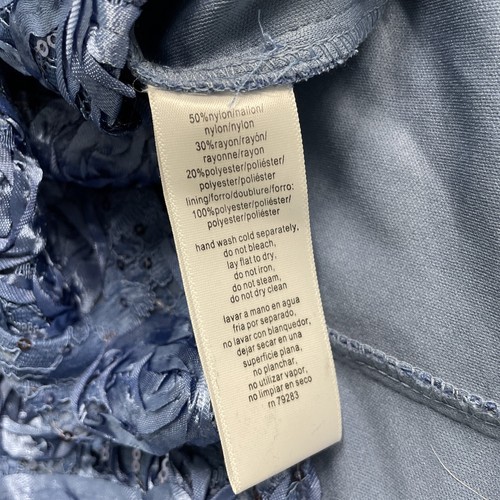 50%nylon/nailon/
nylon/nylon
30%rayon/rayón/
rayonne/rayon
20%polyester/poliéster/
polyester/poliéster
lining/forro/doublure/forro:
100%polyester/poliéster/
polyester/poliéster
hand wash cold separately,
do not bleach,
lay flat to dry,
do not iron,
do not steam,
do not dry clean
lavar a mano en agua
fria por separado,
no lavar con blanqueador,
dejar secar en una
superficie plana,
no planchar,
no utilizar vapor,
no limpiar en seco
rn 79283